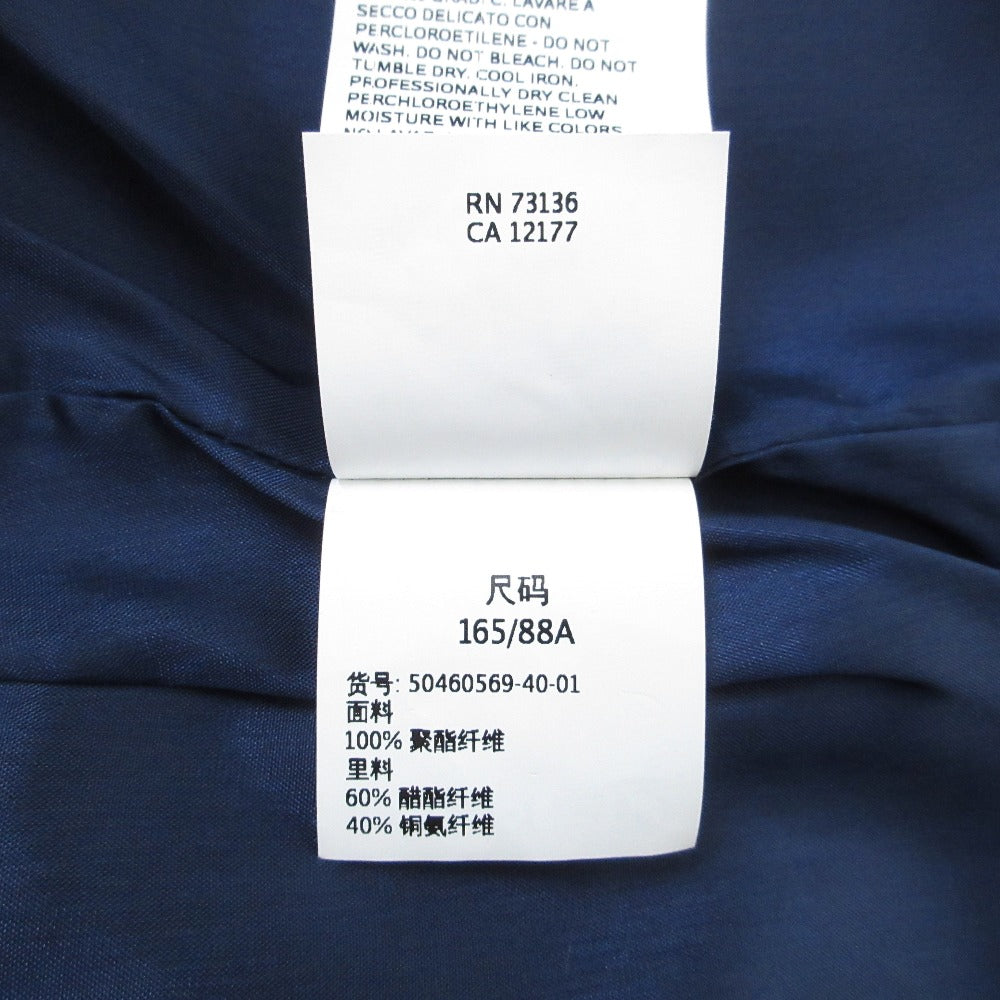 LAVARE A
SECCO DELICATO CON
PERCLOROETILENE - DO NOT
WASH. DO NOT BLEACH. DO NOT
TUMBLE DRY. COOL IRON.
PROFESSIONALLY DRY CLEAN
PERCHLOROETHYLENE LOW
MOISTURE WITH LIKE COLORS
RN 73136
CA 12177
尺码
165/88A
货号: 50460569-40-01
面料
100% 聚酯纤维
里料
60% 醋酯纤维
40% 铜氨纤维